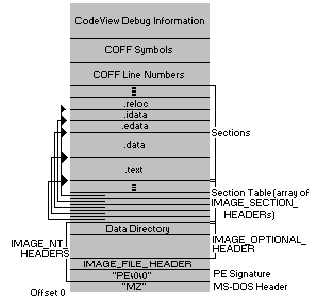 CodeView Debug Information
COFF Symbols
COFF Line Numbers
.reloc
.idata
.edata
.data
.text
Sections
Section Table(array of
IMAGE_SECTION_
HEADERs)
Data Directory
IMAGE_OPTIONAL_
HEADER
IMAGE_NT_
HEADERS
IMAGE_FILE_HEADER
"PE\0\0"
PE Signature
"MZ"
MS-DOS Header
Offset 0